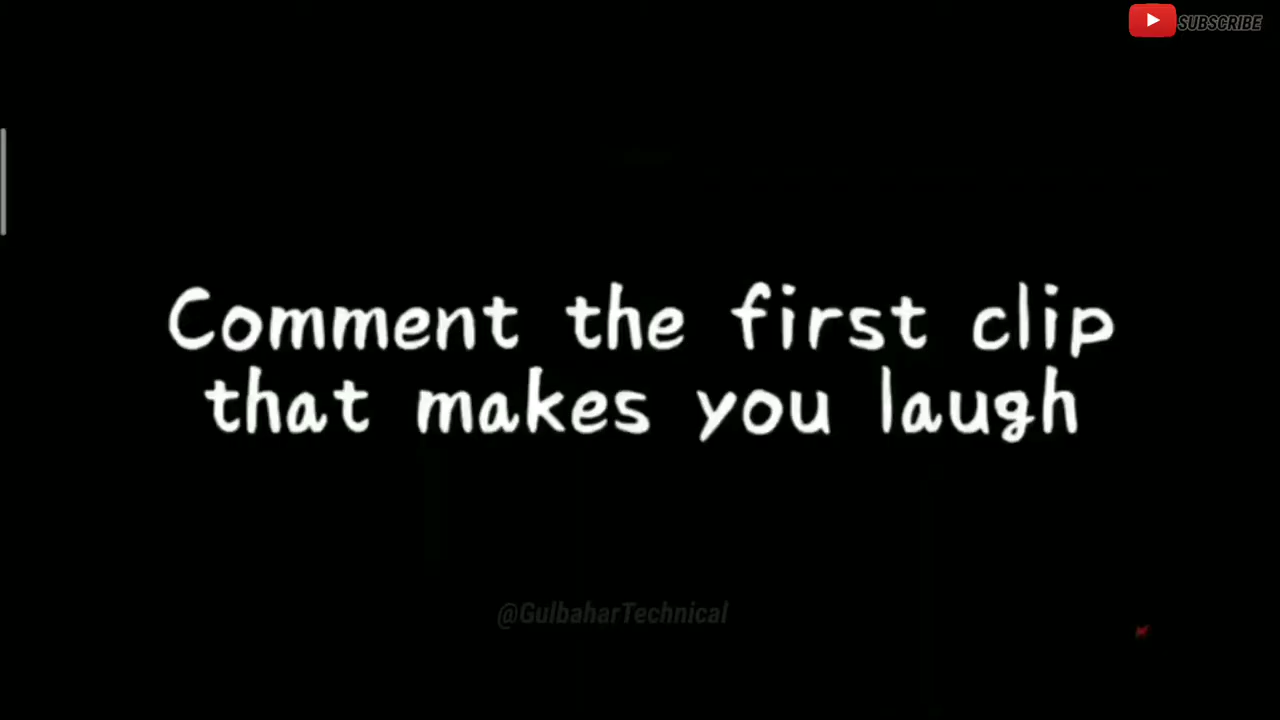 SUBSCRIBE
Comment the first clip
that makes you laugh
@GulbaharTechnical